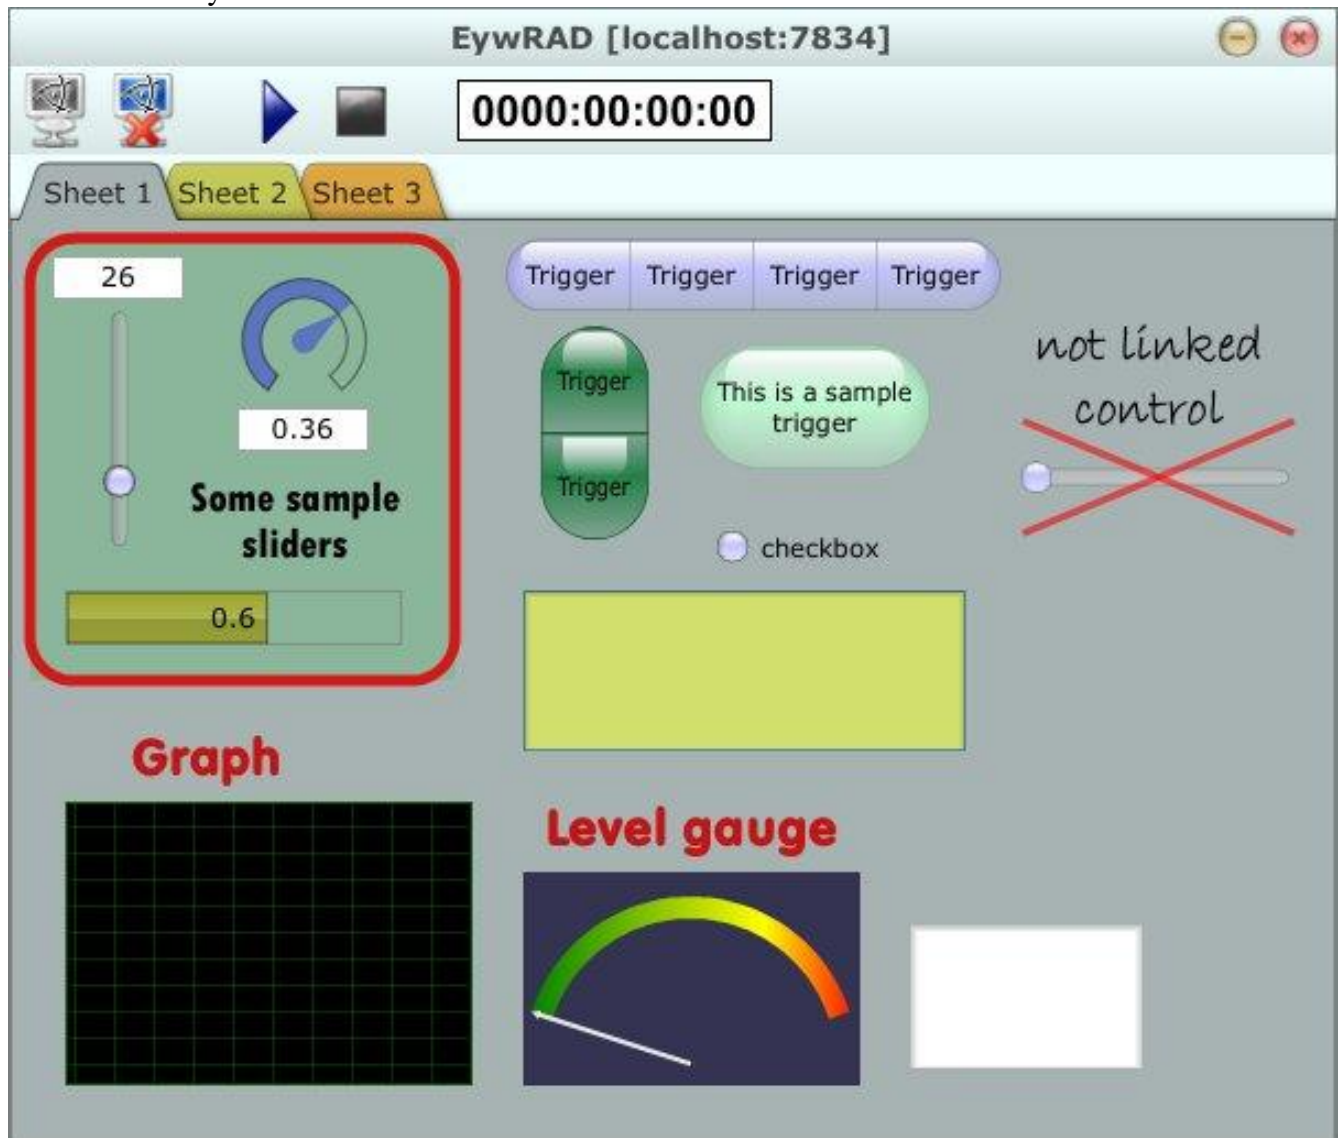 EywRAD [localhost:7834]
0000:00:00:00
Sheet 1 Sheet 2 Sheet 3
26
0.36
Some sample
sliders
0.6
Trigger Trigger Trigger Trigger
Trigger
Trigger
This is a sample
trigger
checkbox
not linked
control
Graph
Level gauge